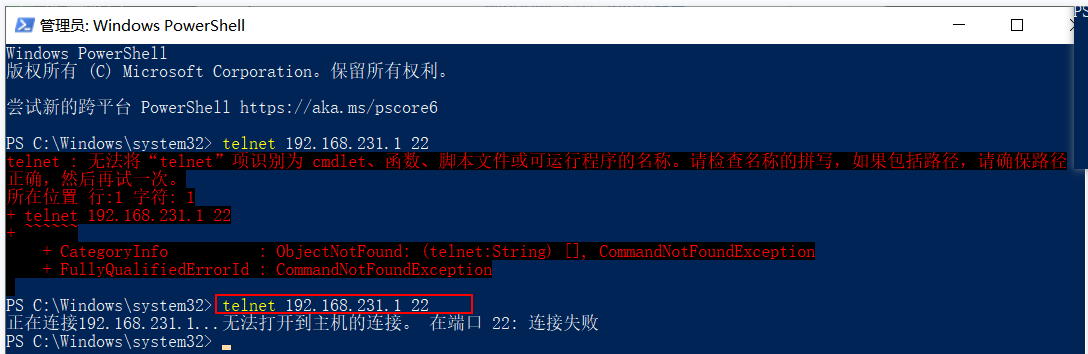 管理员: Windows PowerShell
PS
Windows PowerShell
版权所有 (C) Microsoft Corporation。保留所有权利。
尝试新的跨平台 PowerShell https://aka.ms/pscore6
PS C:\Windows\system32> telnet 192.168.231.1 22
telnet : 无法将“telnet”项识别为 cmdlet、函数、脚本文件或可运行程序的名称。请检查名称的拼写，如果包括路径，请确保路径
正确，然后再试一次。
所在位置 行:1 字符: 1
+ telnet 192.168.231.1 22
+ ~~~~~~
+ CategoryInfo : ObjectNotFound: (telnet:String) [], CommandNotFoundException
+ FullyQualifiedErrorId : CommandNotFoundException
PS C:\Windows\system32> telnet 192.168.231.1 22
正在连接192.168.231.1...无法打开到主机的连接。 在端口 22: 连接失败
PS C:\Windows\system32>